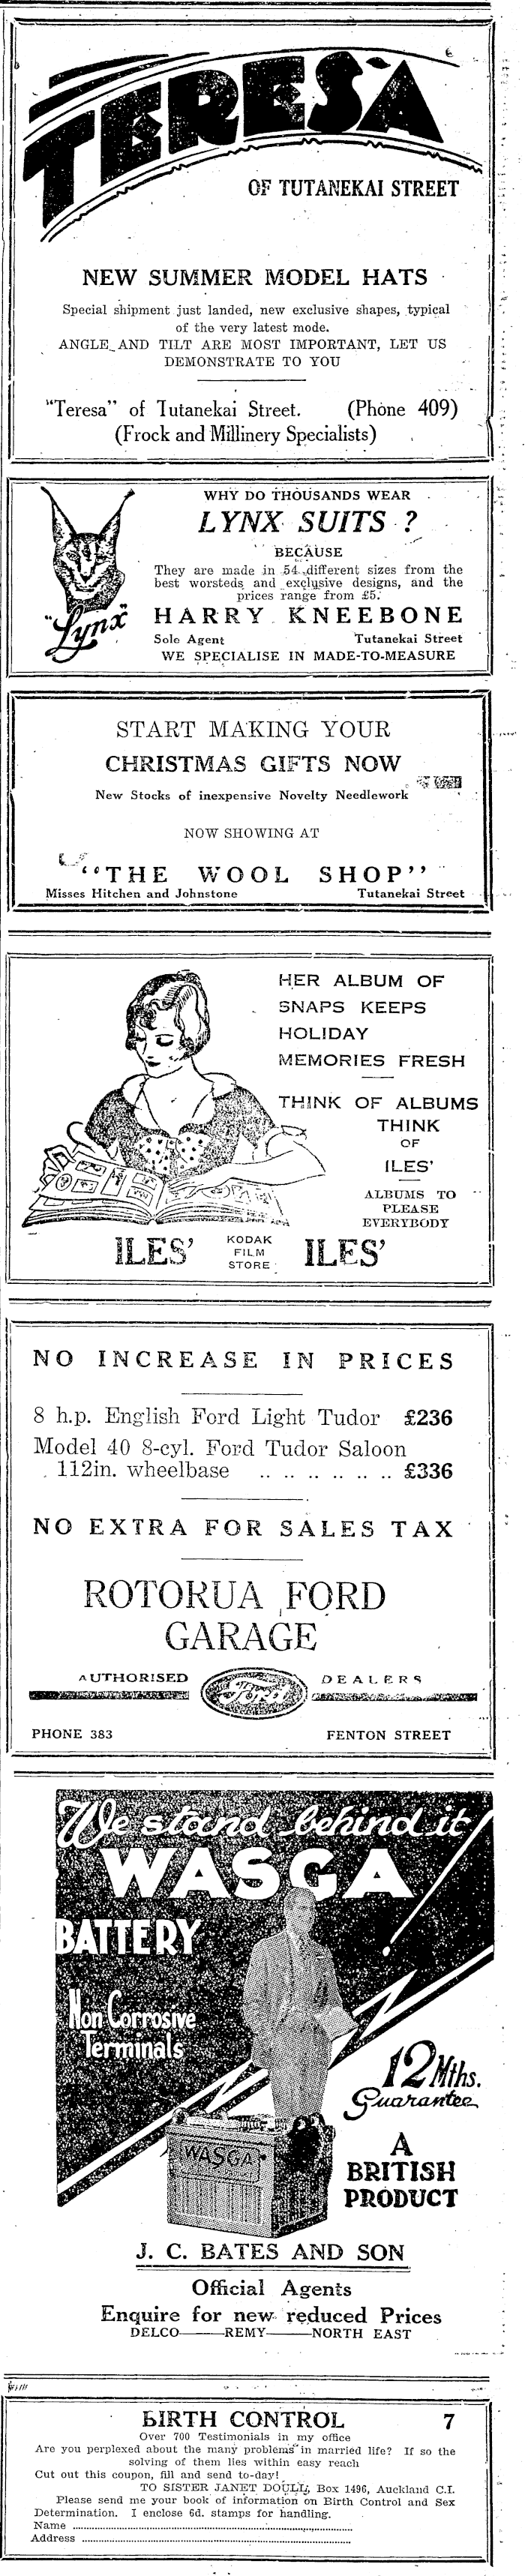 TERESA
OF TUTANEKAI STREET
NEW SUMMER MODEL HATS
Special shipment just landed, new exclusive shapes, typical
of the very latest mode.
ANGLE AND TILT ARE MOST IMPORTANT, LET US
DEMONSTRATE TO YOU
"Teresa" of Tutanekai Street. (Phone 409)
(Frock and Millinery Specialists)
"Lynx"
WHY DO THOUSANDS WEAR
LYNX SUITS ?
BECAUSE
They are made in 54 different sizes from the
best worsteds and exclusive designs, and the
prices range from £5.
HARRY KNEEBONE
Sole Agent Tutanekai Street
WE SPECIALISE IN MADE-TO-MEASURE
START MAKING YOUR
CHRISTMAS GIFTS NOW
New Stocks of inexpensive Novelty Needlework
NOW SHOWING AT
"THE WOOL SHOP"
Misses Hitchen and Johnstone Tutanekai Street
HER ALBUM OF
SNAPS KEEPS
HOLIDAY
MEMORIES FRESH
THINK OF ALBUMS
THINK
OF
ILES'
ALBUMS TO
PLEASE
EVERYBODY
ILES' KODAK FILM STORE ILES'
NO INCREASE IN PRICES
8 h.p. English Ford Light Tudor £236
Model 40 8-cyl. Ford Tudor Saloon
112in. wheelbase .. .. .. .. .. .. .. £336
NO EXTRA FOR SALES TAX
ROTORUA FORD
GARAGE
AUTHORISED Ford DEALERS
PHONE 383 FENTON STREET
We stand behind it
WASGA
BATTERY !
Non Corrosive
Terminals
12 Mths.
Guarantee
WASGA
A
BRITISH
PRODUCT
J. C. BATES AND SON
Official Agents
Enquire for new reduced Prices
DELCO——REMY——NORTH EAST
BIRTH CONTROL 7
Over 700 Testimonials in my office
Are you perplexed about the many problems in married life? If so the
solving of them lies within easy reach
Cut out this coupon, fill and send to-day!
TO SISTER JANET DOULL, Box 1496, Auckland C.I.
Please send me your book of information on Birth Control and Sex
Determination. I enclose 6d. stamps for handling.
Name ..........
Address ..........